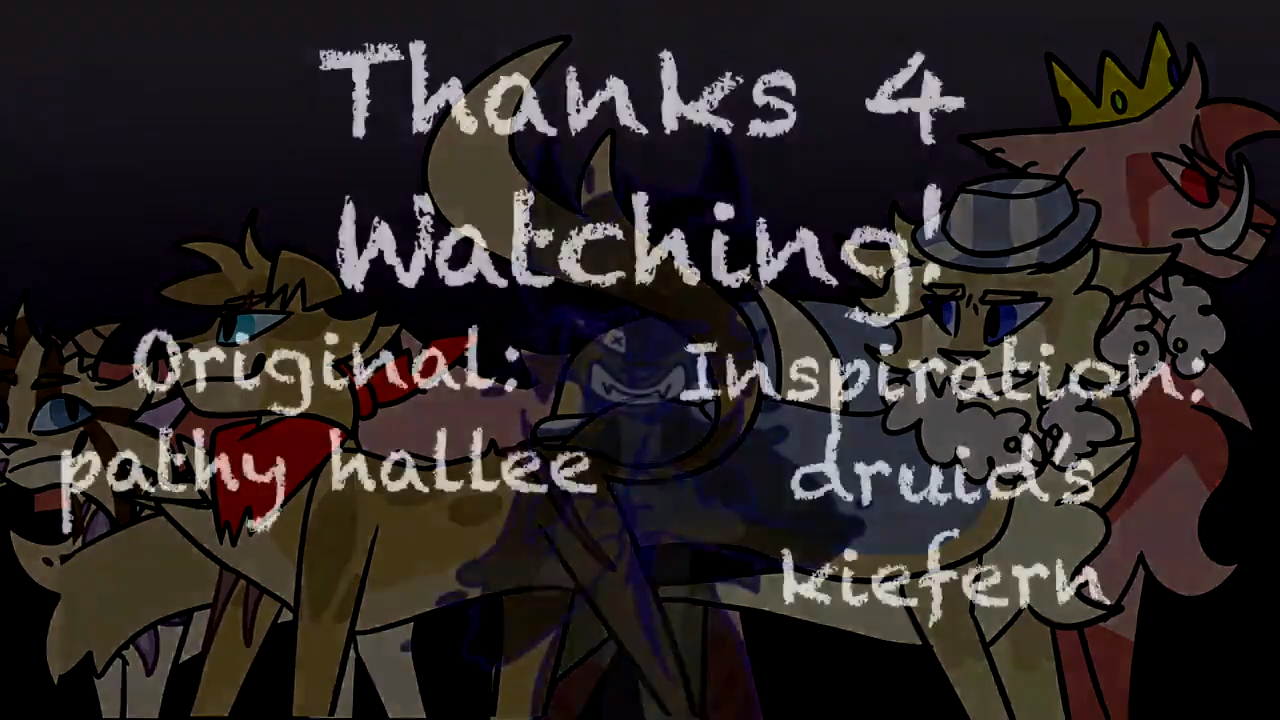 Thanks 4
Watching!
Original:
pathy hallee
Inspiration:
druid's
kiefern